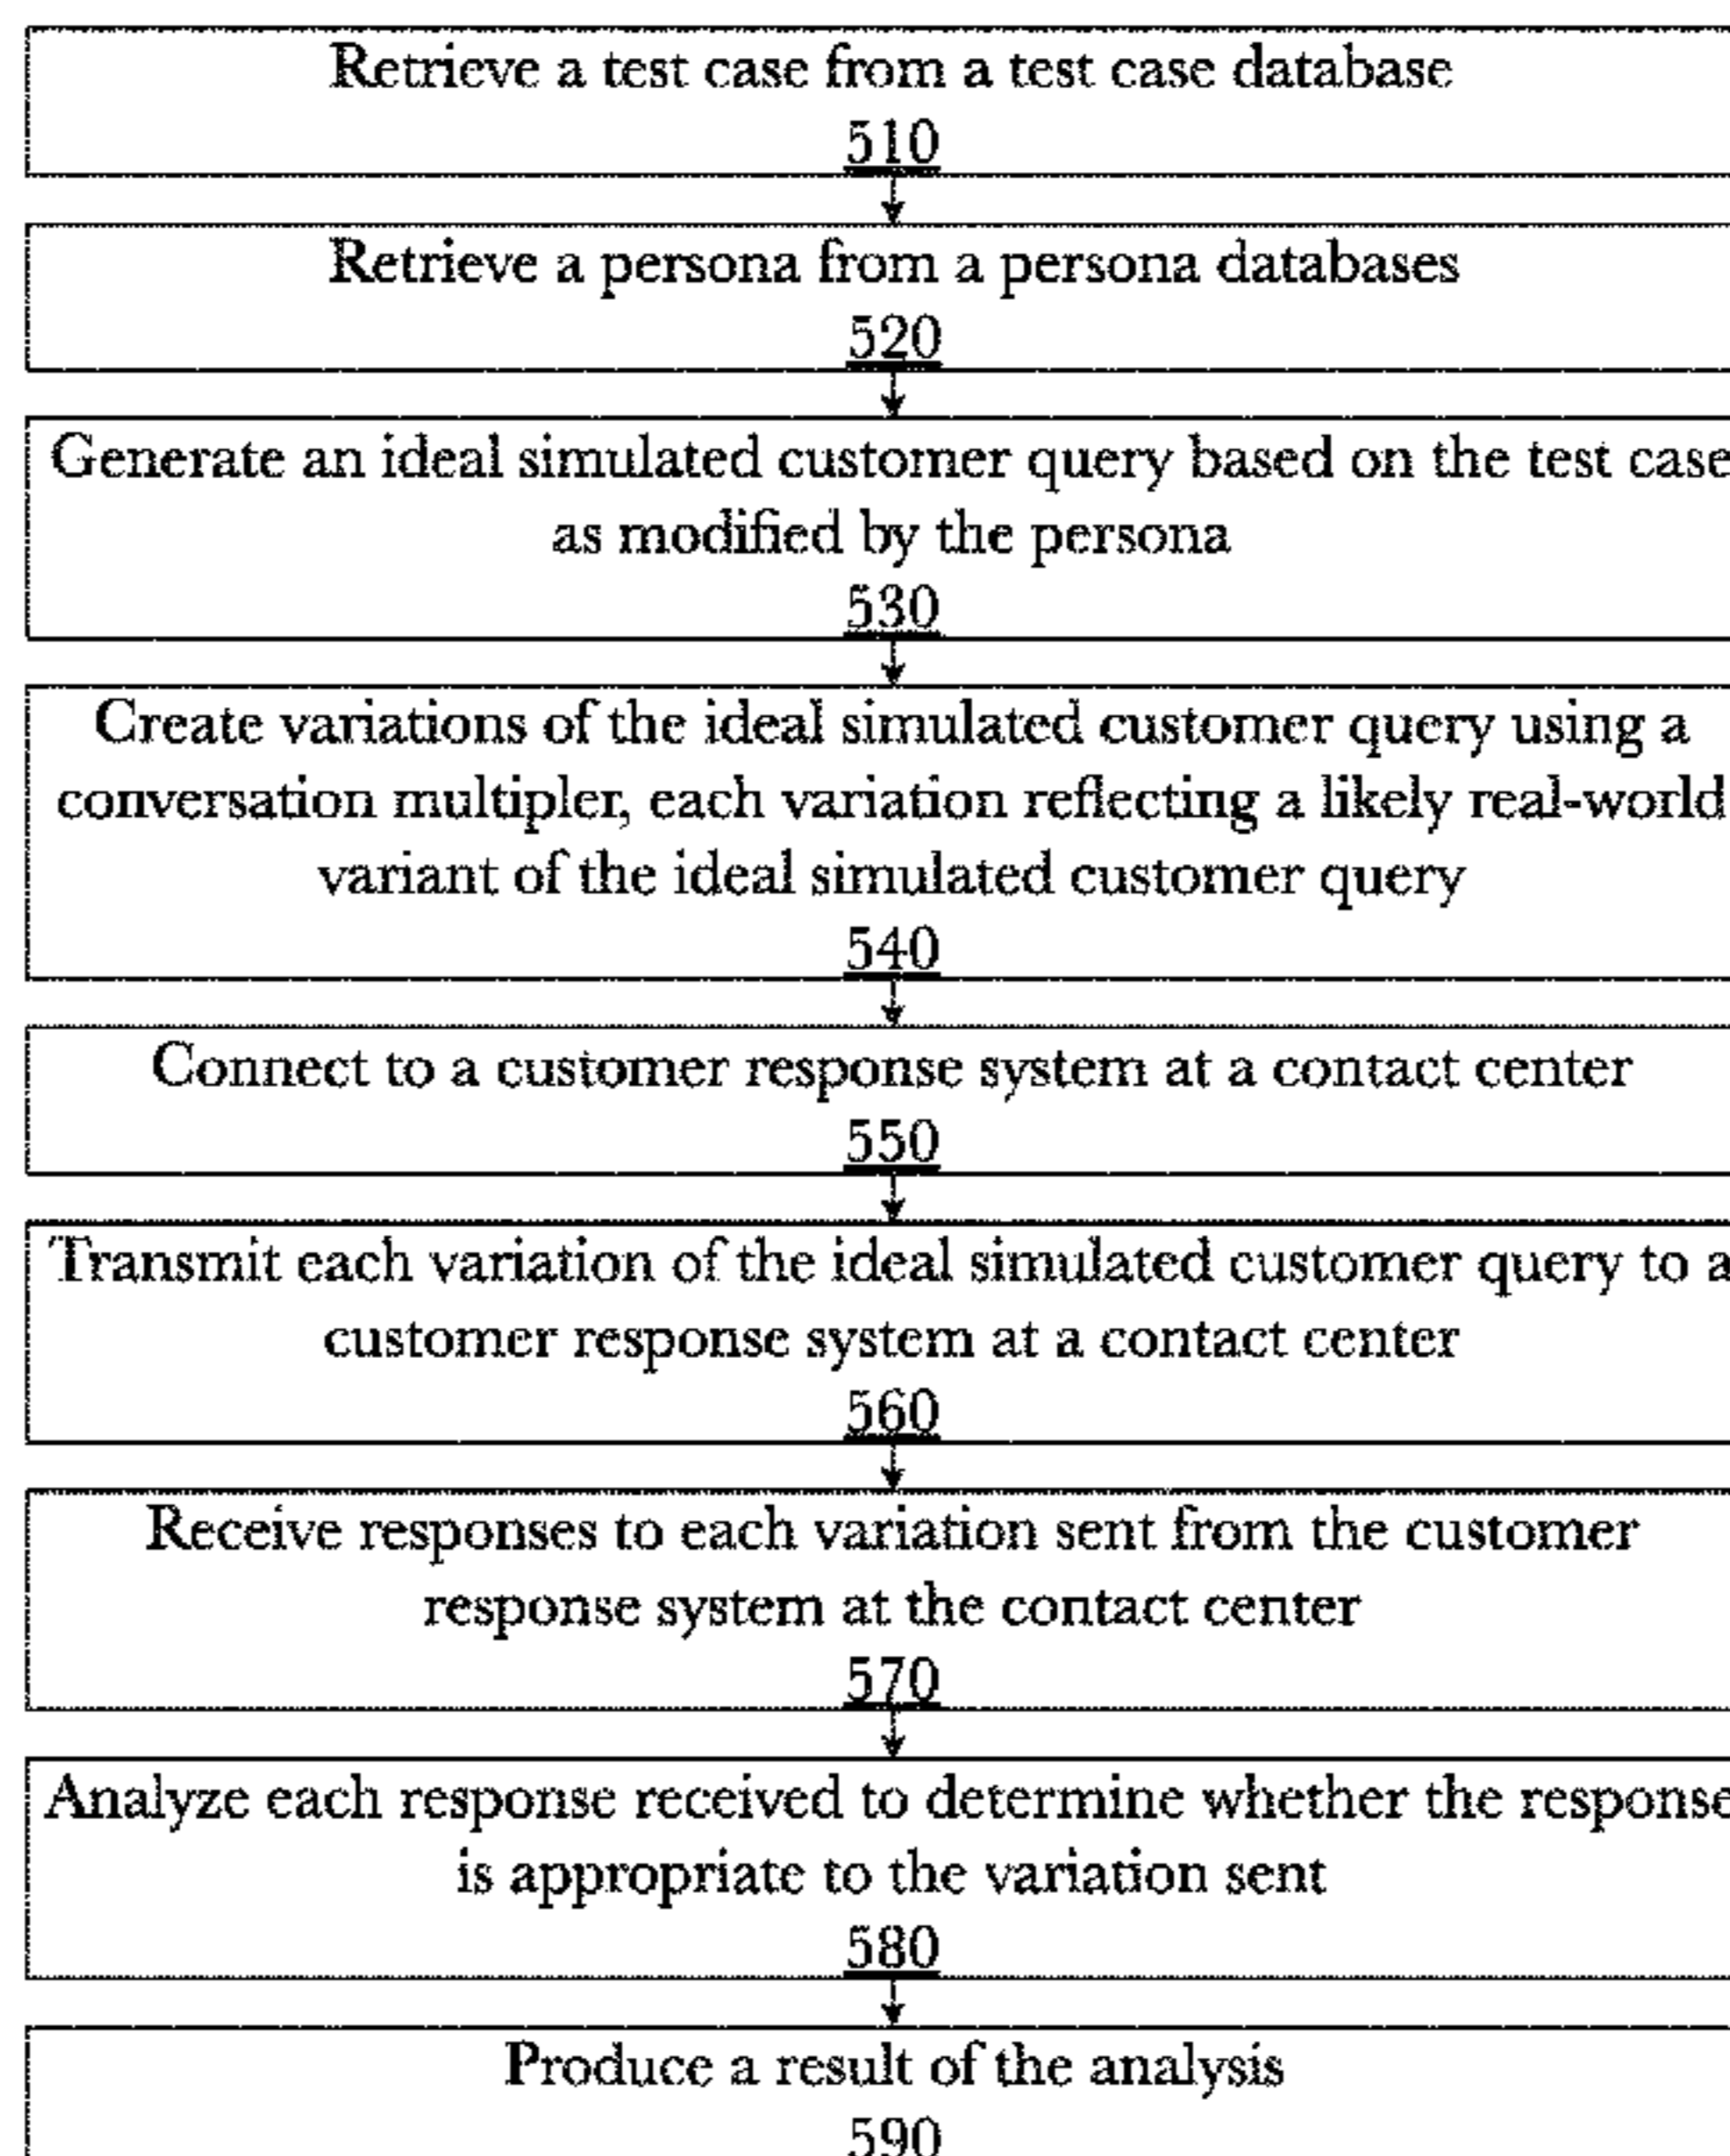 Retrieve a test case from a test case database
510
Retrieve a persona from a persona databases
520
Generate an ideal simulated customer query based on the test case
as modified by the persona
530
Create variations of the ideal simulated customer query using a
conversation multipler, each variation reflecting a likely real-world
variant of the ideal simulated customer query
540
Connect to a customer response system at a contact center
550
Transmit each variation of the ideal simulated customer query to a
customer response system at a contact center
560
Receive responses to each variation sent from the customer
response system at the contact center
570
Analyze each response received to determine whether the response
is appropriate to the variation sent
580
Produce a result of the analysis
590